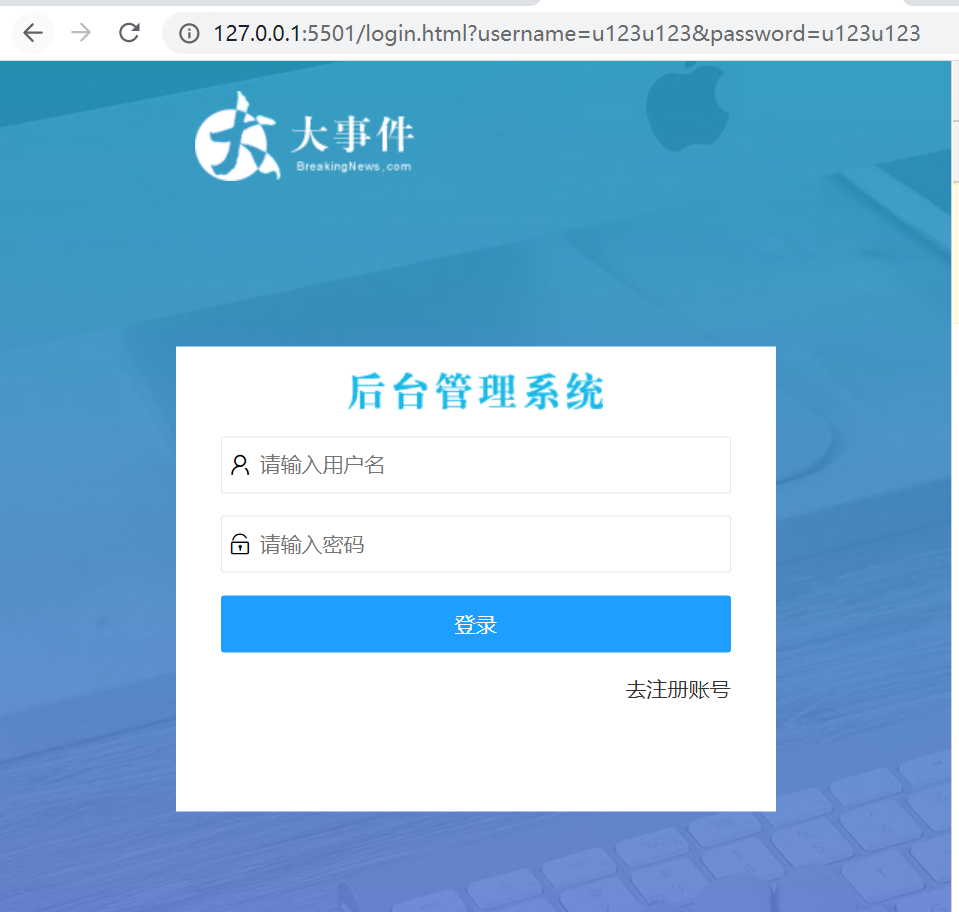 127.0.0.1:5501/login.html?username=u123u123&password=u123u123
大事件
BreakingNews.com
后台管理系统
请输入用户名
请输入密码
登录
去注册账号